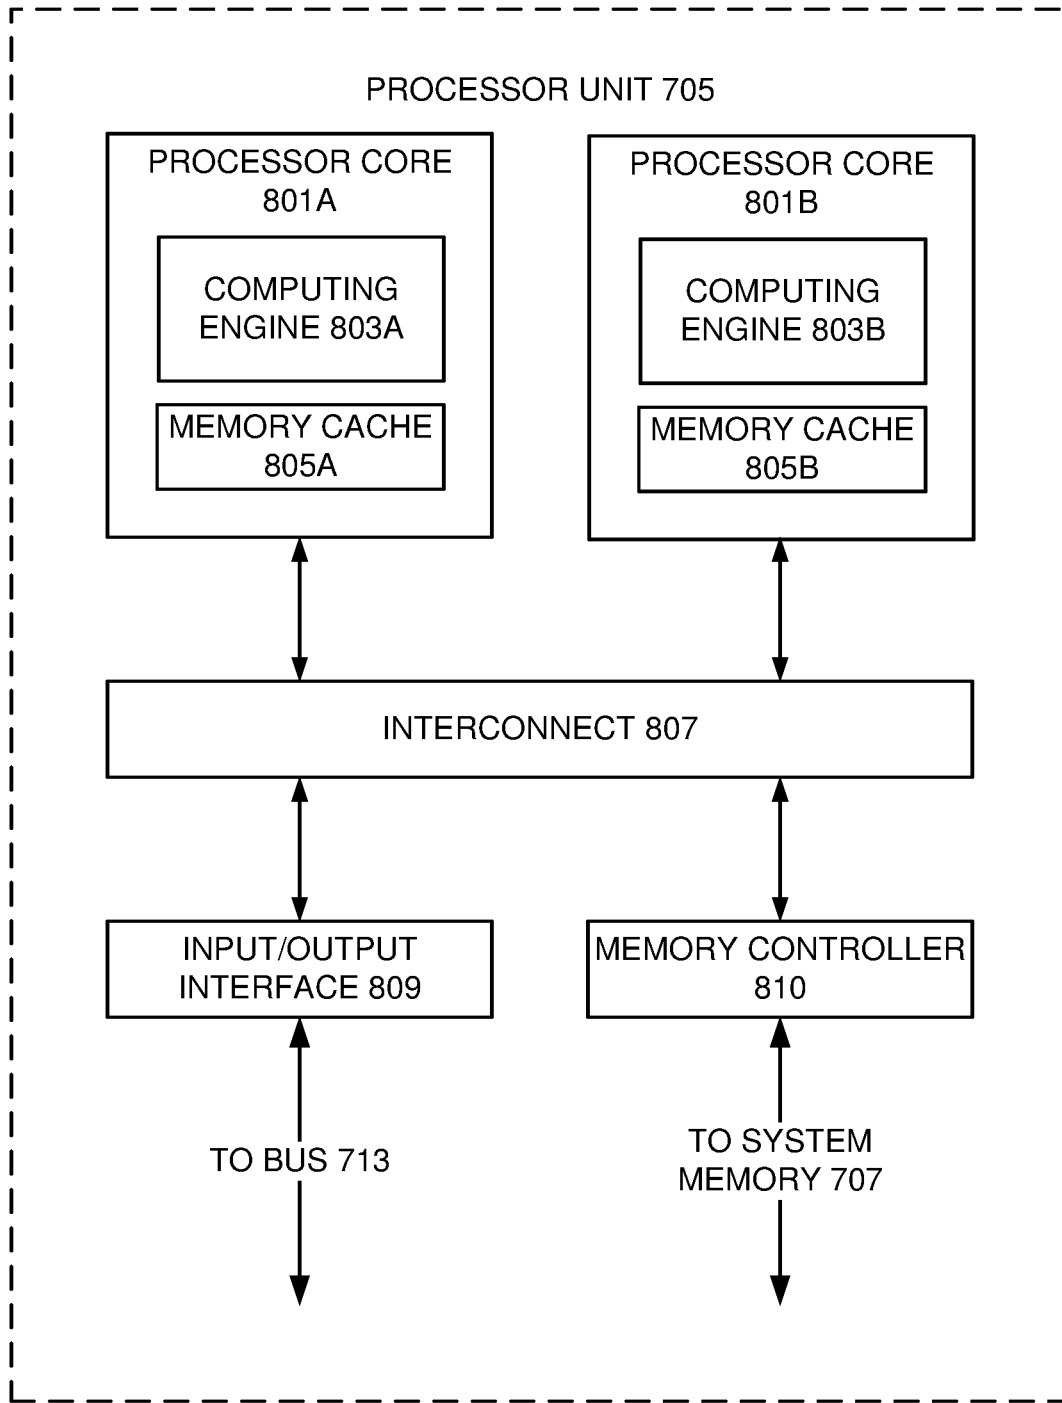 PROCESSOR UNIT 705
PROCESSOR CORE
801A
COMPUTING
ENGINE 803A
MEMORY CACHE
805A
PROCESSOR CORE
801B
COMPUTING
ENGINE 803B
MEMORY CACHE
805B
INTERCONNECT 807
INPUT/OUTPUT
INTERFACE 809
MEMORY CONTROLLER
810
TO BUS 713
TO SYSTEM
MEMORY 707